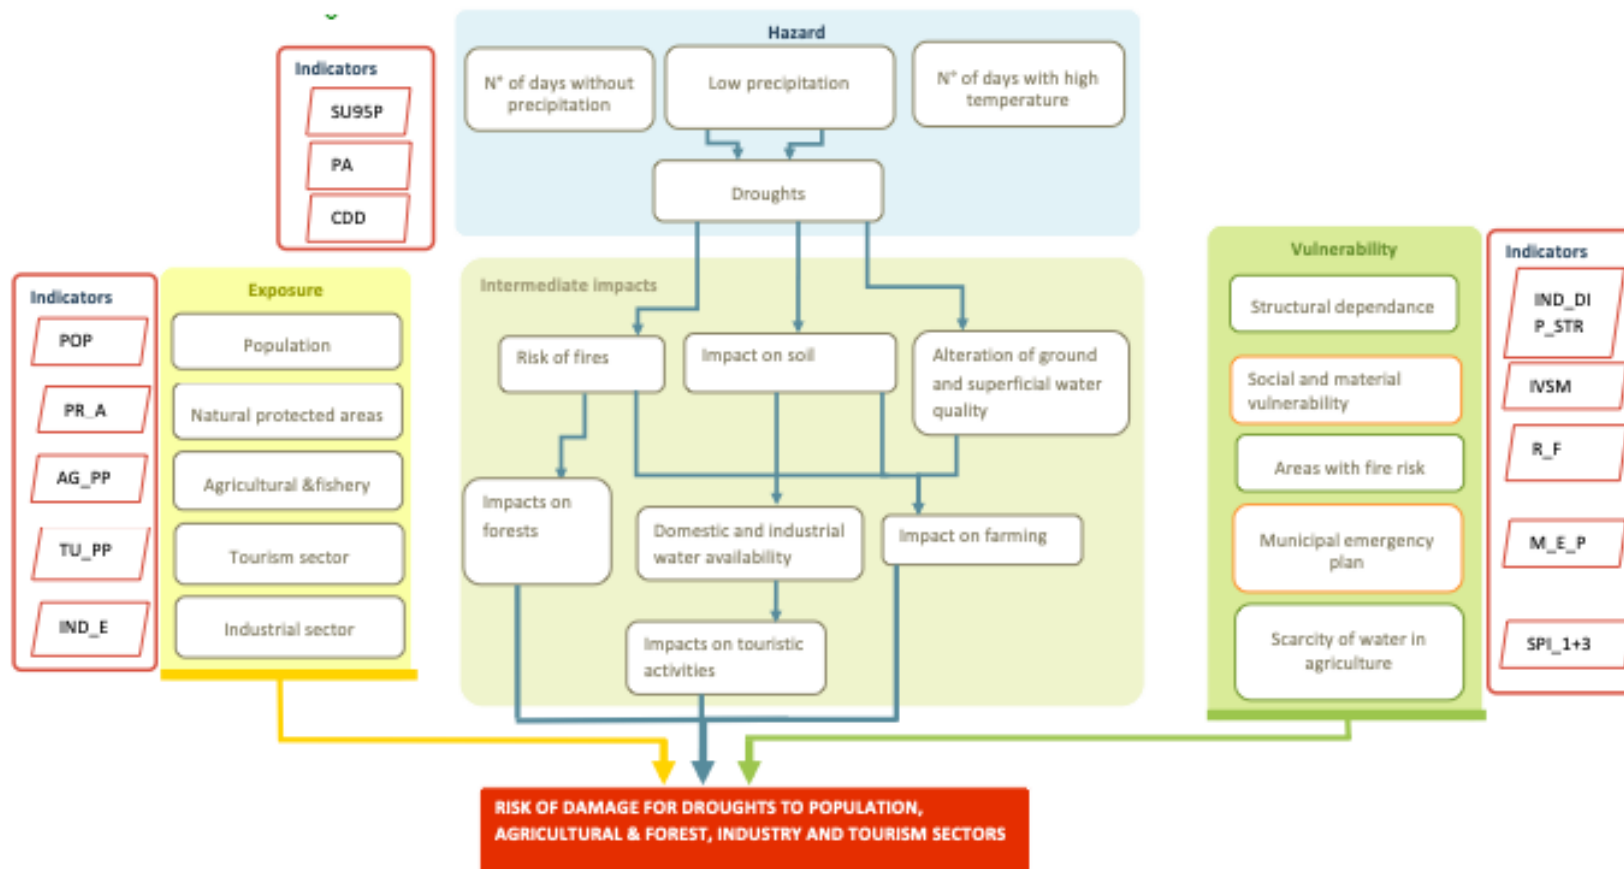 Hazard
Indicators
SU95P
PA
CDD
N° of days without
precipitation
Low precipitation
N° of days with high
temperature
Droughts
Indicators
POP
PR_A
AG_PP
TU_PP
IND_E
Exposure
Population
Natural protected areas
Agricultural &fishery
Tourism sector
Industrial sector
Intermediate impacts
Risk of fires
Impact on soil
Alteration of ground
and superficial water
quality
Impacts on
forests
Domestic and industrial
water availability
Impact on farming
Impacts on touristic
activities
Vulnerability
Structural dependance
Social and material
vulnerability
Areas with fire risk
Municipal emergency
plan
Scarcity of water in
agriculture
Indicators
IND_DI
P_STR
IVSM
R_F
M_E_P
SPI_1+3
RISK OF DAMAGE FOR DROUGHTS TO POPULATION,
AGRICULTURAL & FOREST, INDUSTRY AND TOURISM SECTORS